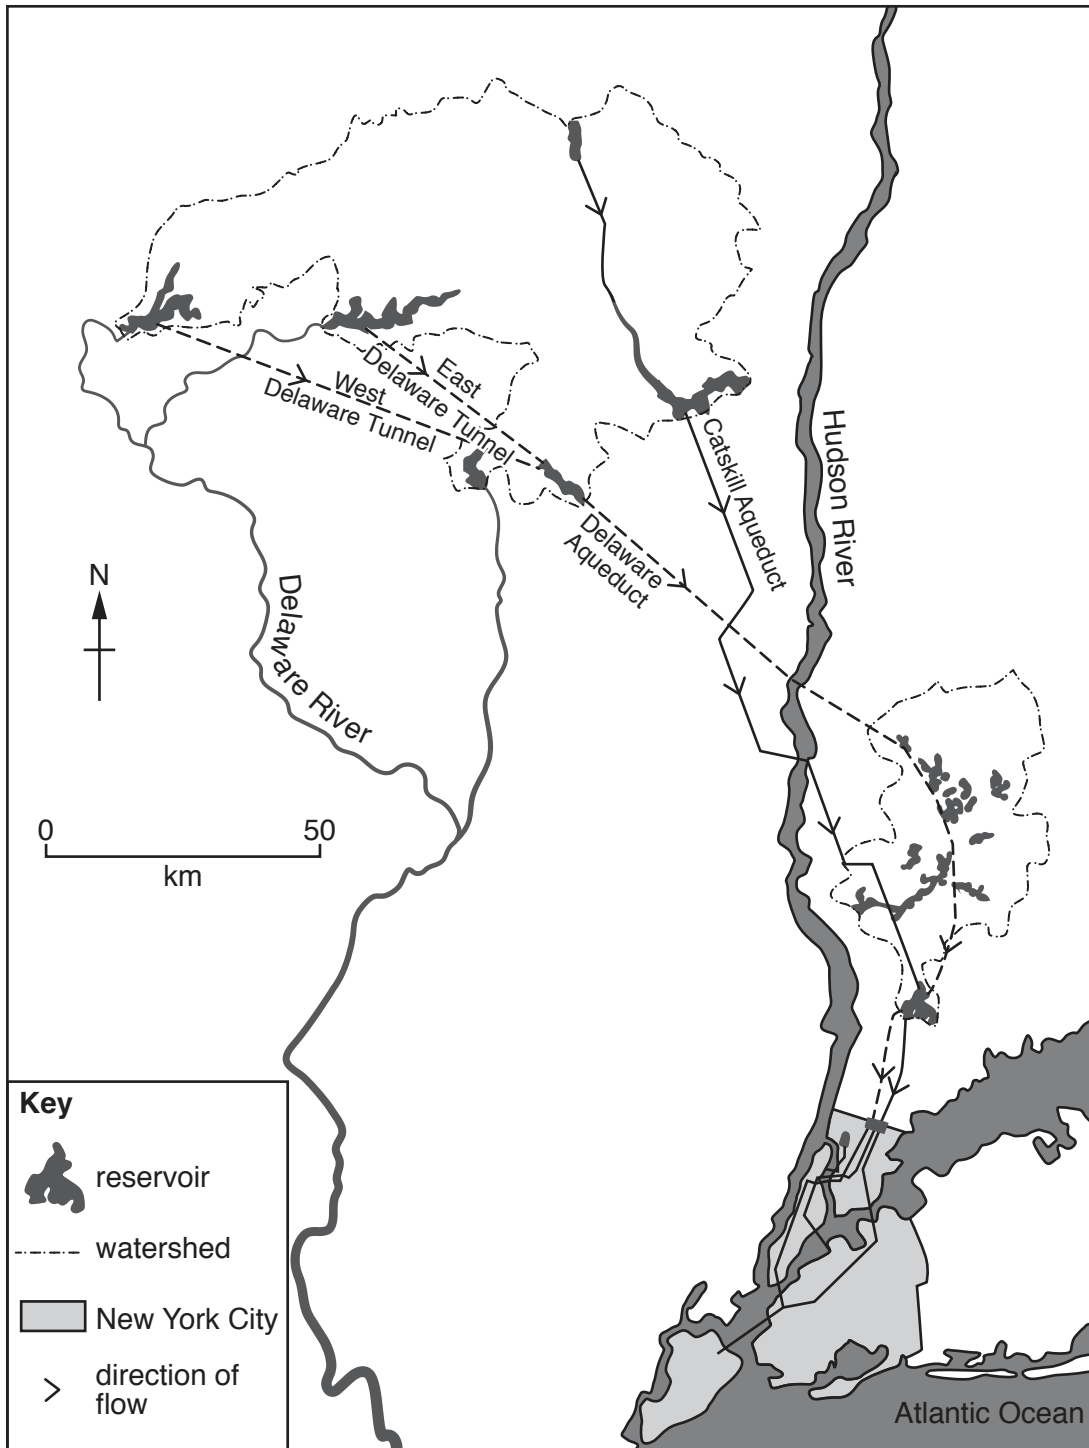 East
Delaware Tunnel
West
Delaware Tunnel
Catskill Aqueduct
Hudson River
Delaware
Aqueduct
N
Delaware River
0
50
km
Key
reservoir
watershed
New York City
direction of
flow
Atlantic Ocean